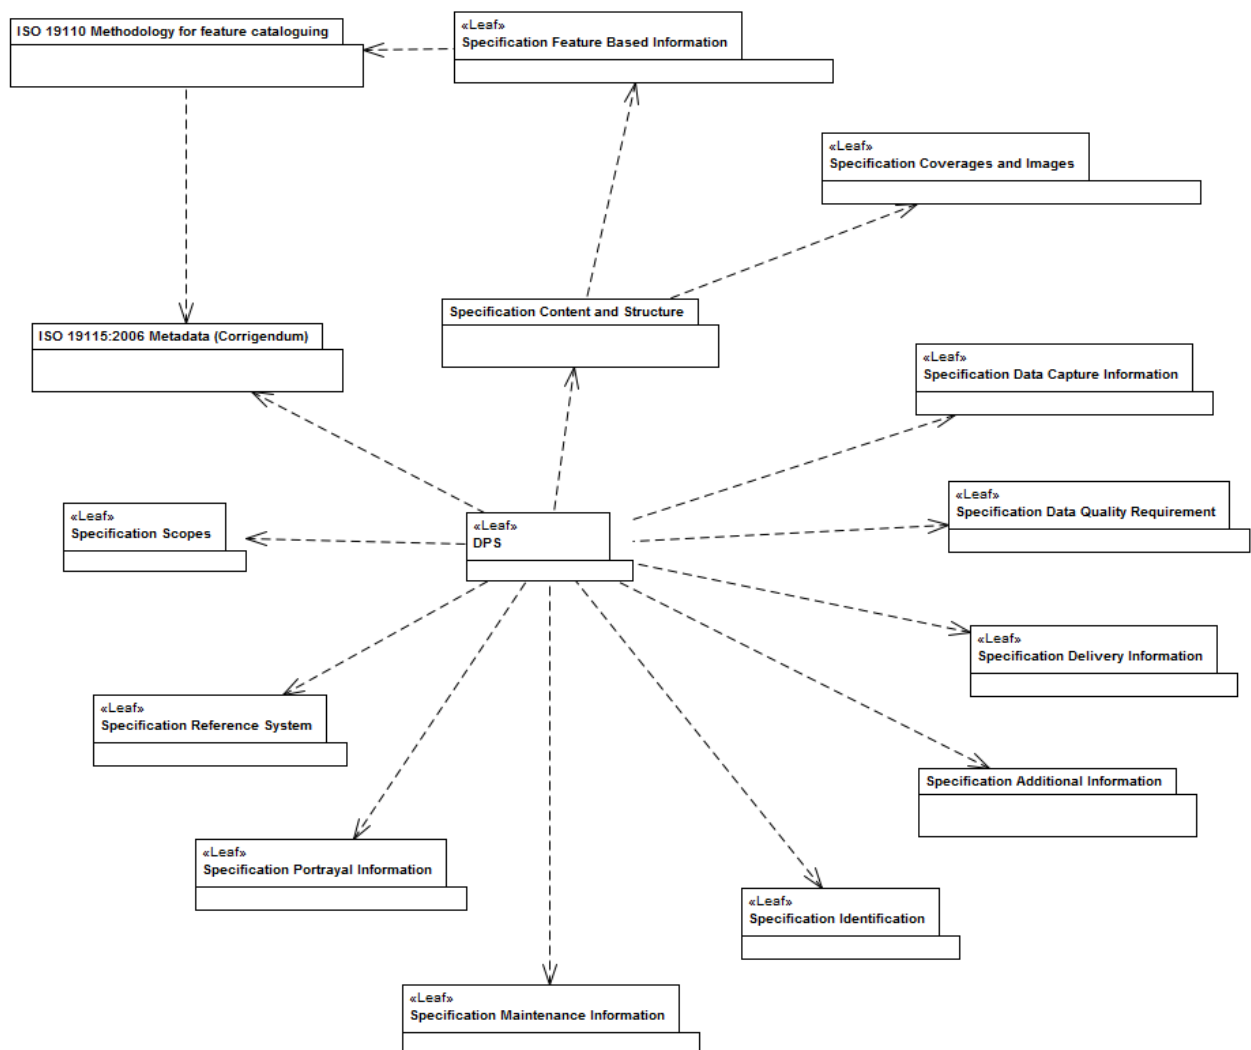 ISO 19110 Methodology for feature cataloguing
«Leaf»
Specification Feature Based Information
«Leaf»
Specification Coverages and Images
Specification Content and Structure
ISO 19115:2006 Metadata (Corrigendum)
«Leaf»
Specification Data Capture Information
«Leaf»
Specification Data Quality Requirement
«Leaf»
Specification Scopes
«Leaf»
DPS
«Leaf»
Specification Delivery Information
«Leaf»
Specification Reference System
Specification Additional Information
«Leaf»
Specification Portrayal Information
«Leaf»
Specification Identification
«Leaf»
Specification Maintenance Information